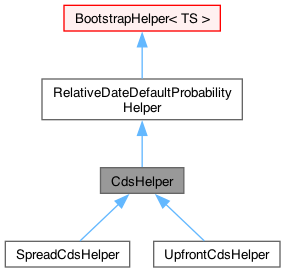 BootstrapHelper< TS >
RelativeDateDefaultProbability
Helper
CdsHelper
SpreadCdsHelper
UpfrontCdsHelper